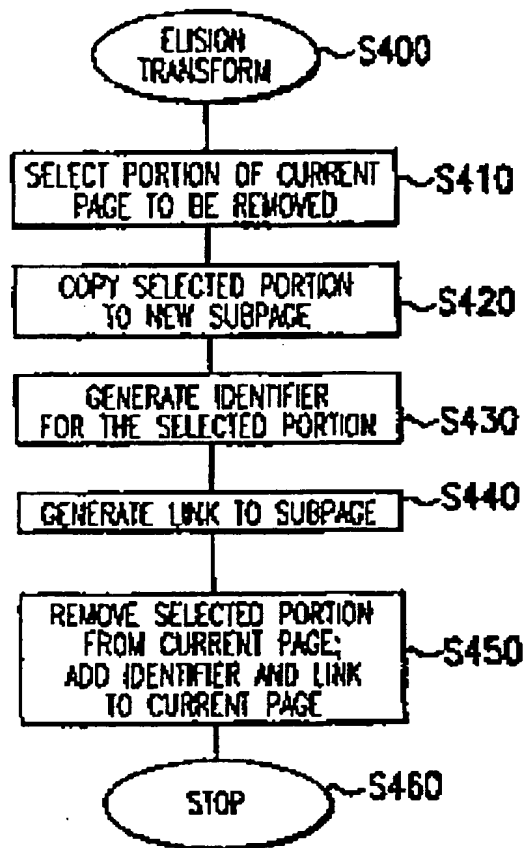 ELISION
TRANSFORM
S400
SELECT PORTION OF CURRENT
PAGE TO BE REMOVED
S410
COPY SELECTED PORTION
TO NEW SUBPAGE
S420
GENERATE IDENTIFIER
FOR THE SELECTED PORTION
S430
GENERATE LINK TO SUBPAGE
S440
REMOVE SELECTED PORTION
FROM CURRENT PAGE;
ADD IDENTIFIER AND LINK
TO CURRENT PAGE
S450
STOP
S460